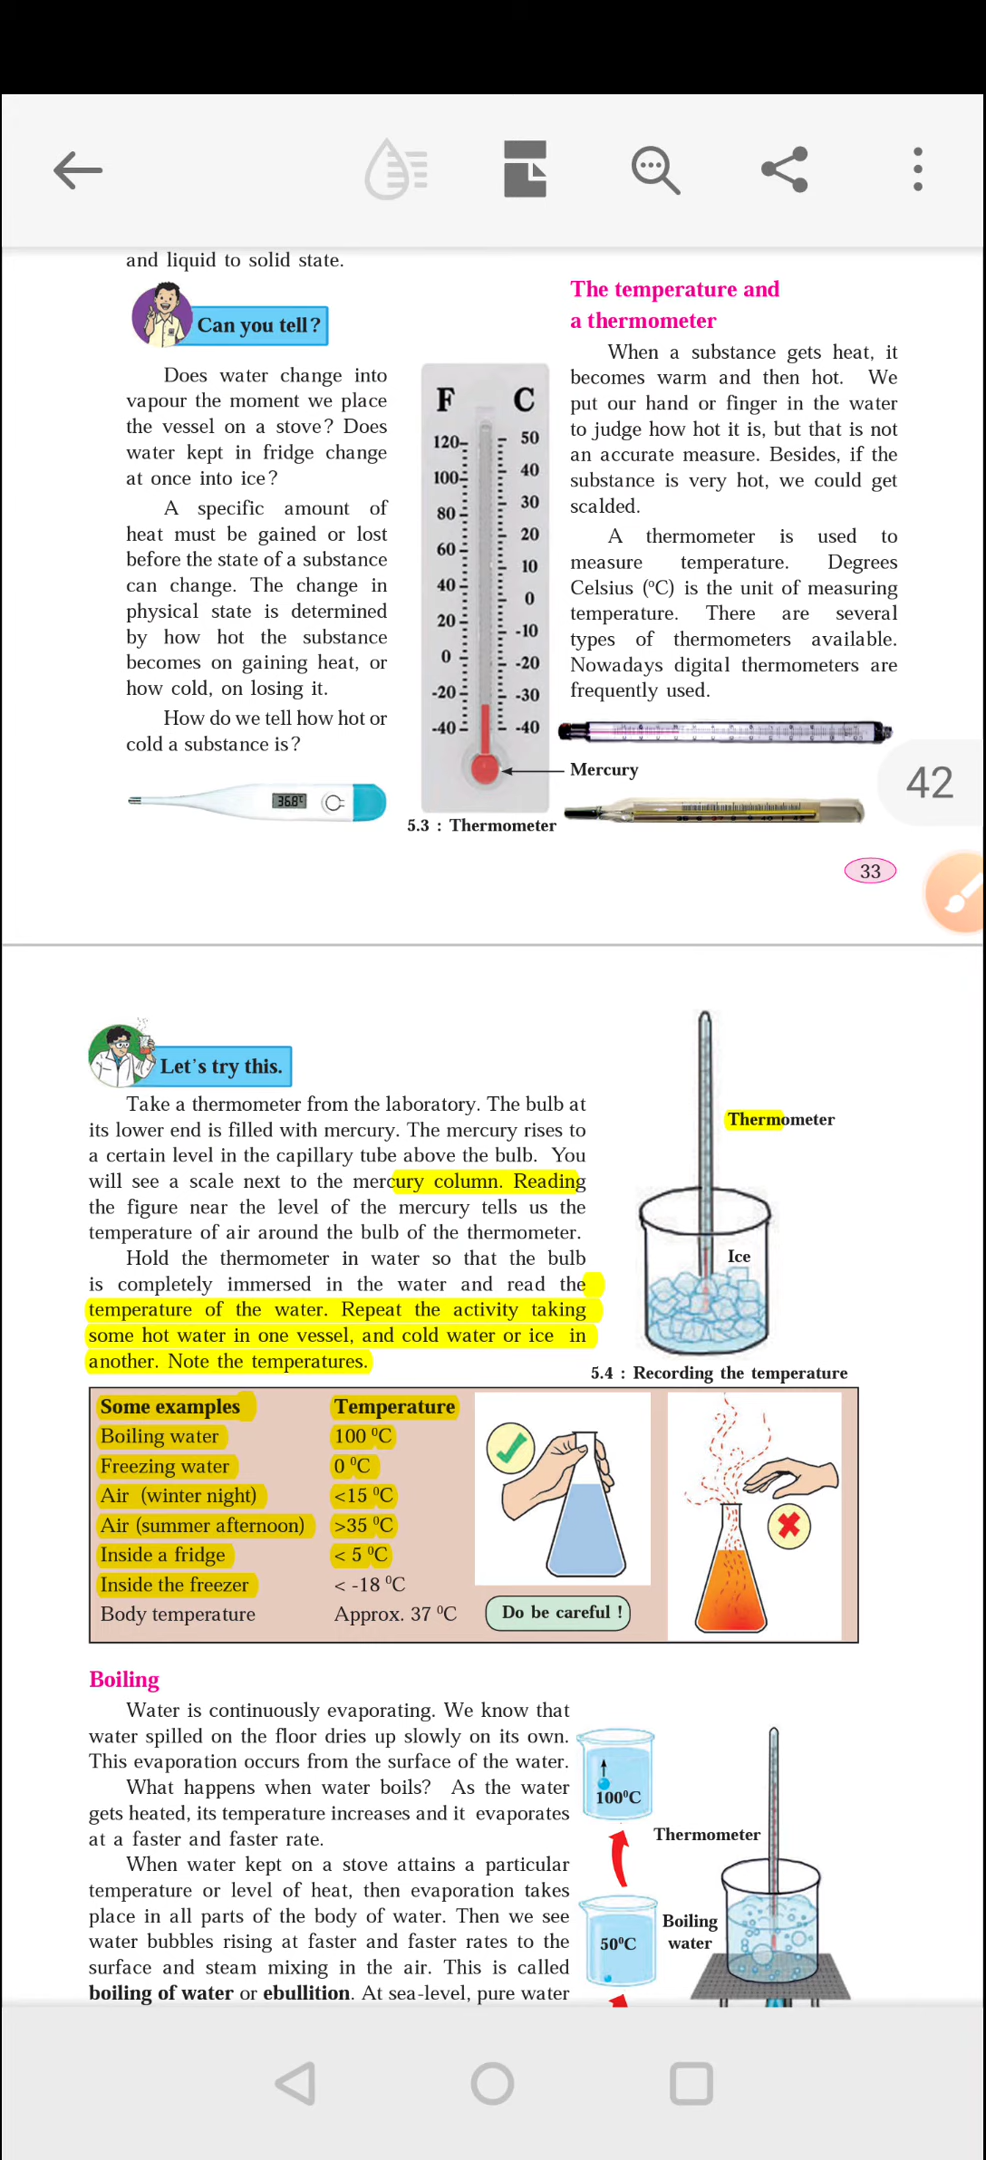 and liquid to solid state.
Can you tell?
Does water change into
vapour the moment we place
the vessel on a stove? Does
water kept in fridge change
at once into ice?
A specific amount of
heat must be gained or lost
before the state of a substance
can change. The change in
physical state is determined
by how hot the substance
becomes on gaining heat, or
how cold, on losing it.
How do we tell how hot or
cold a substance is?
36.8°C
F C
120 50
100 40
80 30
60 20
40 10
20 0
0 -10
-20 -20
-40 -30
-40
5.3 : Thermometer
The temperature and
a thermometer
When a substance gets heat, it
becomes warm and then hot. We
put our hand or finger in the water
to judge how hot it is, but that is not
an accurate measure. Besides, if the
substance is very hot, we could get
scalded.
A thermometer is used to
measure temperature. Degrees
Celsius (°C) is the unit of measuring
temperature. There are several
types of thermometers available.
Nowadays digital thermometers are
frequently used.
Mercury
42
33
Let's try this.
Take a thermometer from the laboratory. The bulb at
its lower end is filled with mercury. The mercury rises to
a certain level in the capillary tube above the bulb. You
will see a scale next to the mercury column. Reading
the figure near the level of the mercury tells us the
temperature of air around the bulb of the thermometer.
Hold the thermometer in water so that the bulb
is completely immersed in the water and read the
temperature of the water. Repeat the activity taking
some hot water in one vessel, and cold water or ice in
another. Note the temperatures.
Thermometer
Ice
5.4 : Recording the temperature
Some examples Temperature
Boiling water 100 °C
Freezing water 0 °C
Air (winter night) <15 °C
Air (summer afternoon) >35 °C
Inside a fridge < 5 °C
Inside the freezer < -18 °C
Body temperature Approx. 37 °C
Do be careful !
Boiling
Water is continuously evaporating. We know that
water spilled on the floor dries up slowly on its own.
This evaporation occurs from the surface of the water.
What happens when water boils? As the water
gets heated, its temperature increases and it evaporates
at a faster and faster rate.
When water kept on a stove attains a particular
temperature or level of heat, then evaporation takes
place in all parts of the body of water. Then we see
water bubbles rising at faster and faster rates to the
surface and steam mixing in the air. This is called
boiling of water or ebullition. At sea-level, pure water
100°C
Thermometer
50°C
Boiling
water